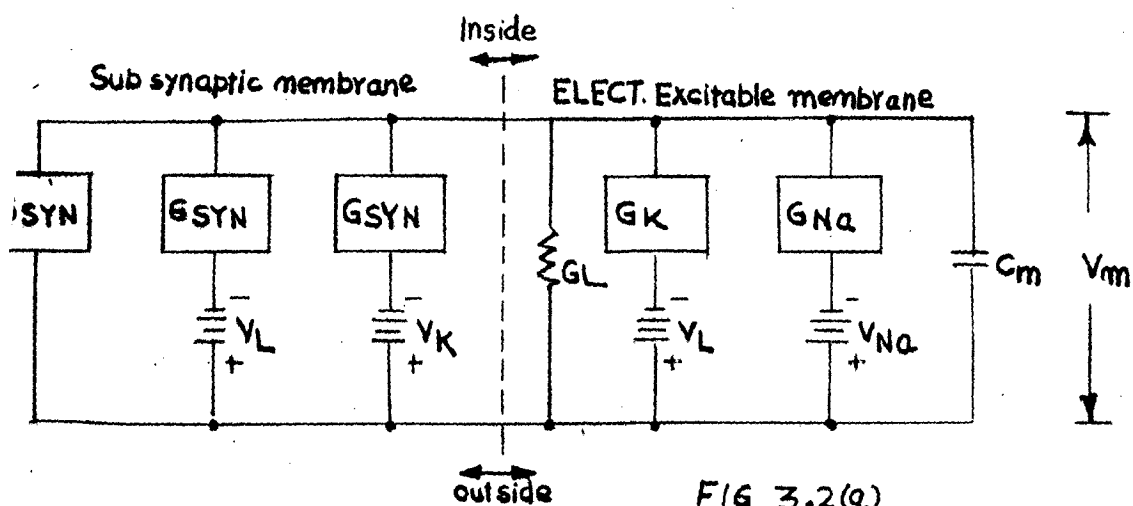 Inside
Sub synaptic membrane
ELECT. Excitable membrane
SYN
GSYN
GSYN
GK
GNa
GL
Cm
Vm
-
VL
+
-
VK
+
-
VL
+
-
VNa
+
outside
FIG 3.2(a)